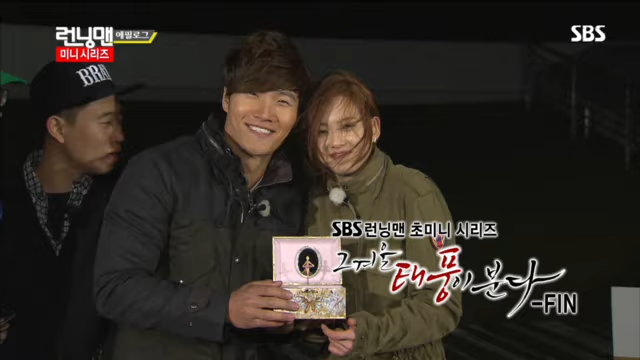 런닝맨 에필로그
미니 시리즈
SBS
BRA
SBS 런닝맨 초미니 시리즈
그겨울 태풍이 분다 -FIN